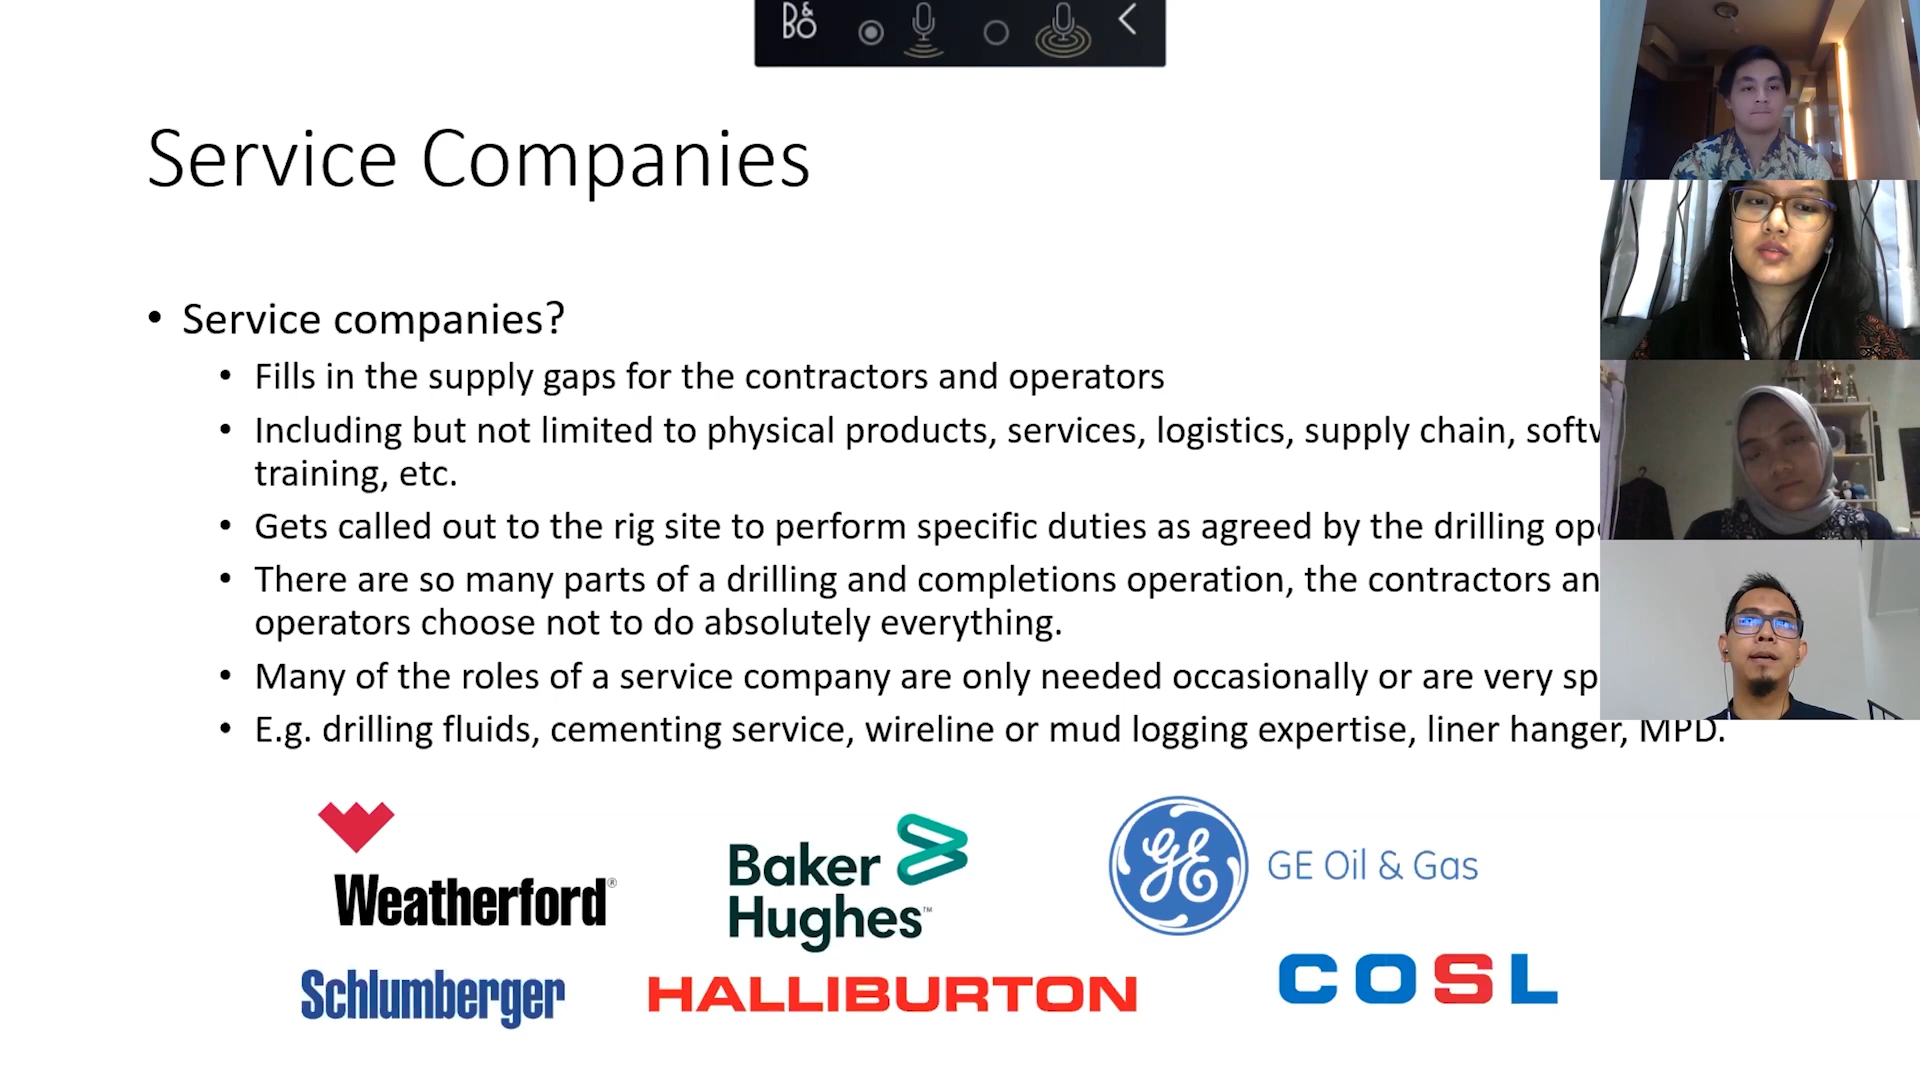 B&O
Service Companies
• Service companies?
• Fills in the supply gaps for the contractors and operators
• Including but not limited to physical products, services, logistics, supply chain,
training, etc.
• Gets called out to the rig site to perform specific duties as agreed by the drilling
• There are so many parts of a drilling and completions operation, the contractors
operators choose not to do absolutely everything.
• Many of the roles of a service company are only needed occasionally or are very
• E.g. drilling fluids, cementing service, wireline or mud logging expertise, liner hanger, MPD.
Weatherford®
Baker
Hughes™
GE GE Oil & Gas
Schlumberger
HALLIBURTON
COSL